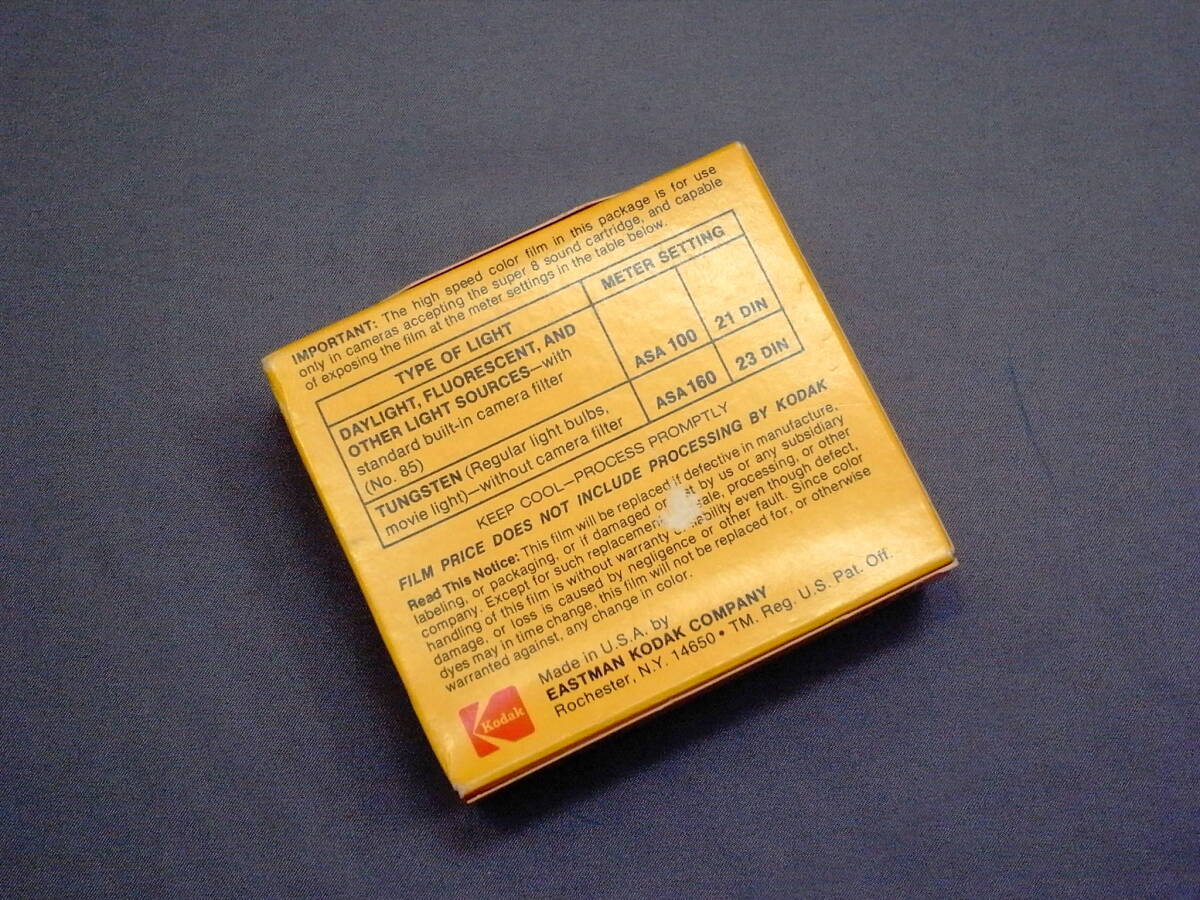 IMPORTANT: The high speed color film in this package is for use
only in cameras accepting the super 8 sound cartridge, and capable
of exposing the film at the meter settings in the table below.
TYPE OF LIGHT
METER SETTING
DAYLIGHT, FLUORESCENT, AND
OTHER LIGHT SOURCES—with
standard built-in camera filter
(No. 85)
ASA 100
21 DIN
TUNGSTEN (Regular light bulbs,
movie light)—without camera filter
ASA 160
23 DIN
KEEP COOL—PROCESS PROMPTLY
FILM PRICE DOES NOT INCLUDE PROCESSING BY KODAK
Read This Notice: This film will be replaced if defective in manufacture,
labeling, or packaging, or if damaged or by us or any subsidiary
company. Except for such replacement, processing, or other
handling of this film is without warranty even though defect,
damage, or loss is caused by negligence or other fault. Since color
dyes may in time change, this film will not be replaced for, or otherwise
warranted against, any change in color.
Made in U.S.A. by
EASTMAN KODAK COMPANY
Rochester, N.Y. 14650 • TM. Reg. U.S. Pat. Off.
Kodak